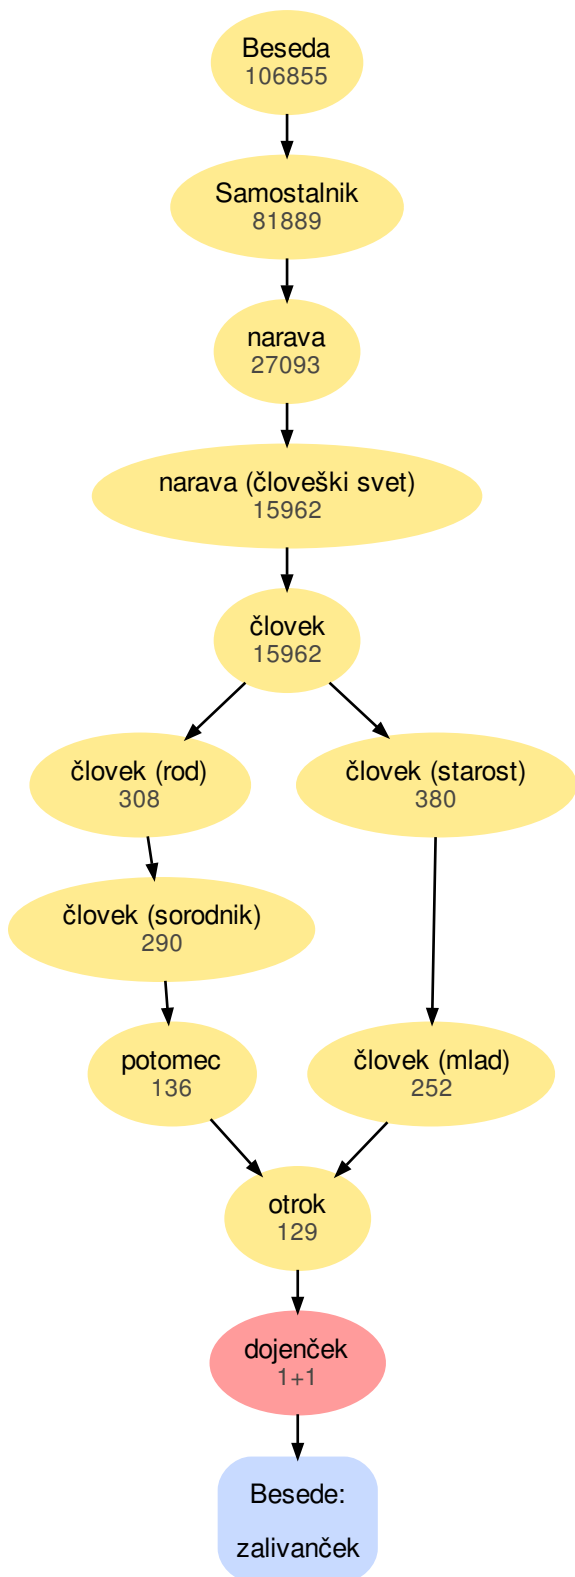 Beseda
106855
Samostalnik
81889
narava
27093
narava (človeški svet)
15962
človek
15962
človek (rod)
308
človek (starost)
380
človek (sorodnik)
290
potomec
136
človek (mlad)
252
otrok
129
dojenček
1+1
Besede:
zalivanček